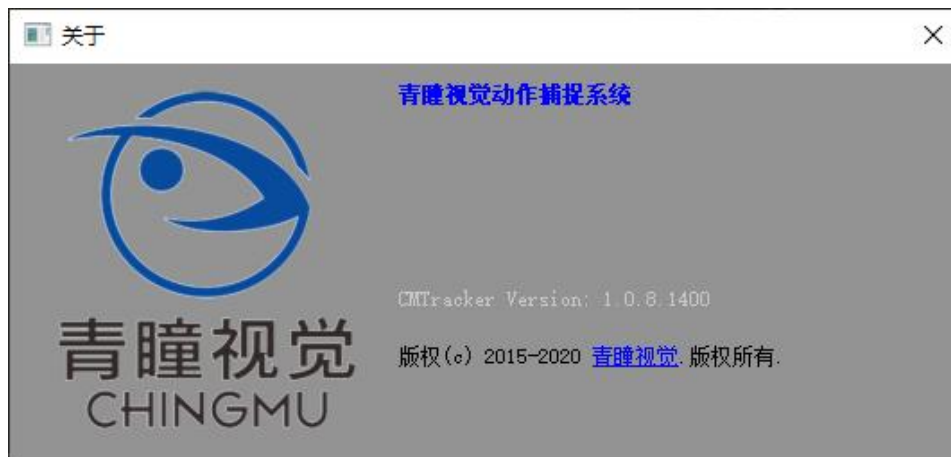 关于
青瞳视觉动作捕捉系统
CMTracker Version: 1.0.8.1400
版权(c) 2015-2020 青瞳视觉.版权所有.
青瞳视觉
CHINGMU